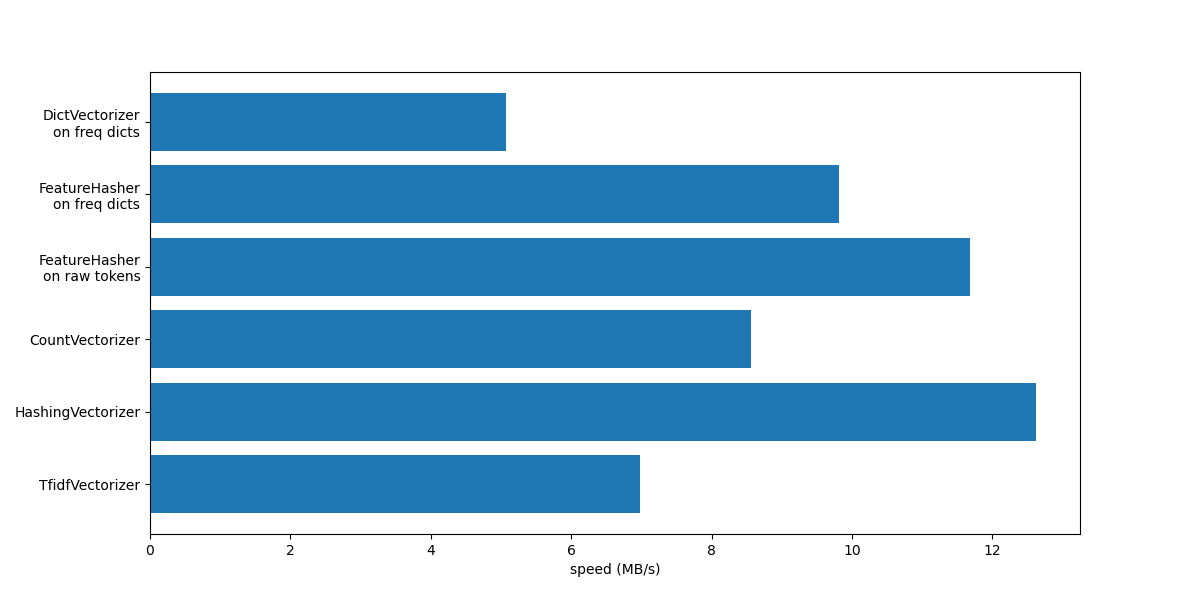 DictVectorizer
on freq dicts
FeatureHasher
on freq dicts
FeatureHasher
on raw tokens
CountVectorizer
HashingVectorizer
TfidfVectorizer
0 2 4 6 8 10 12
speed (MB/s)